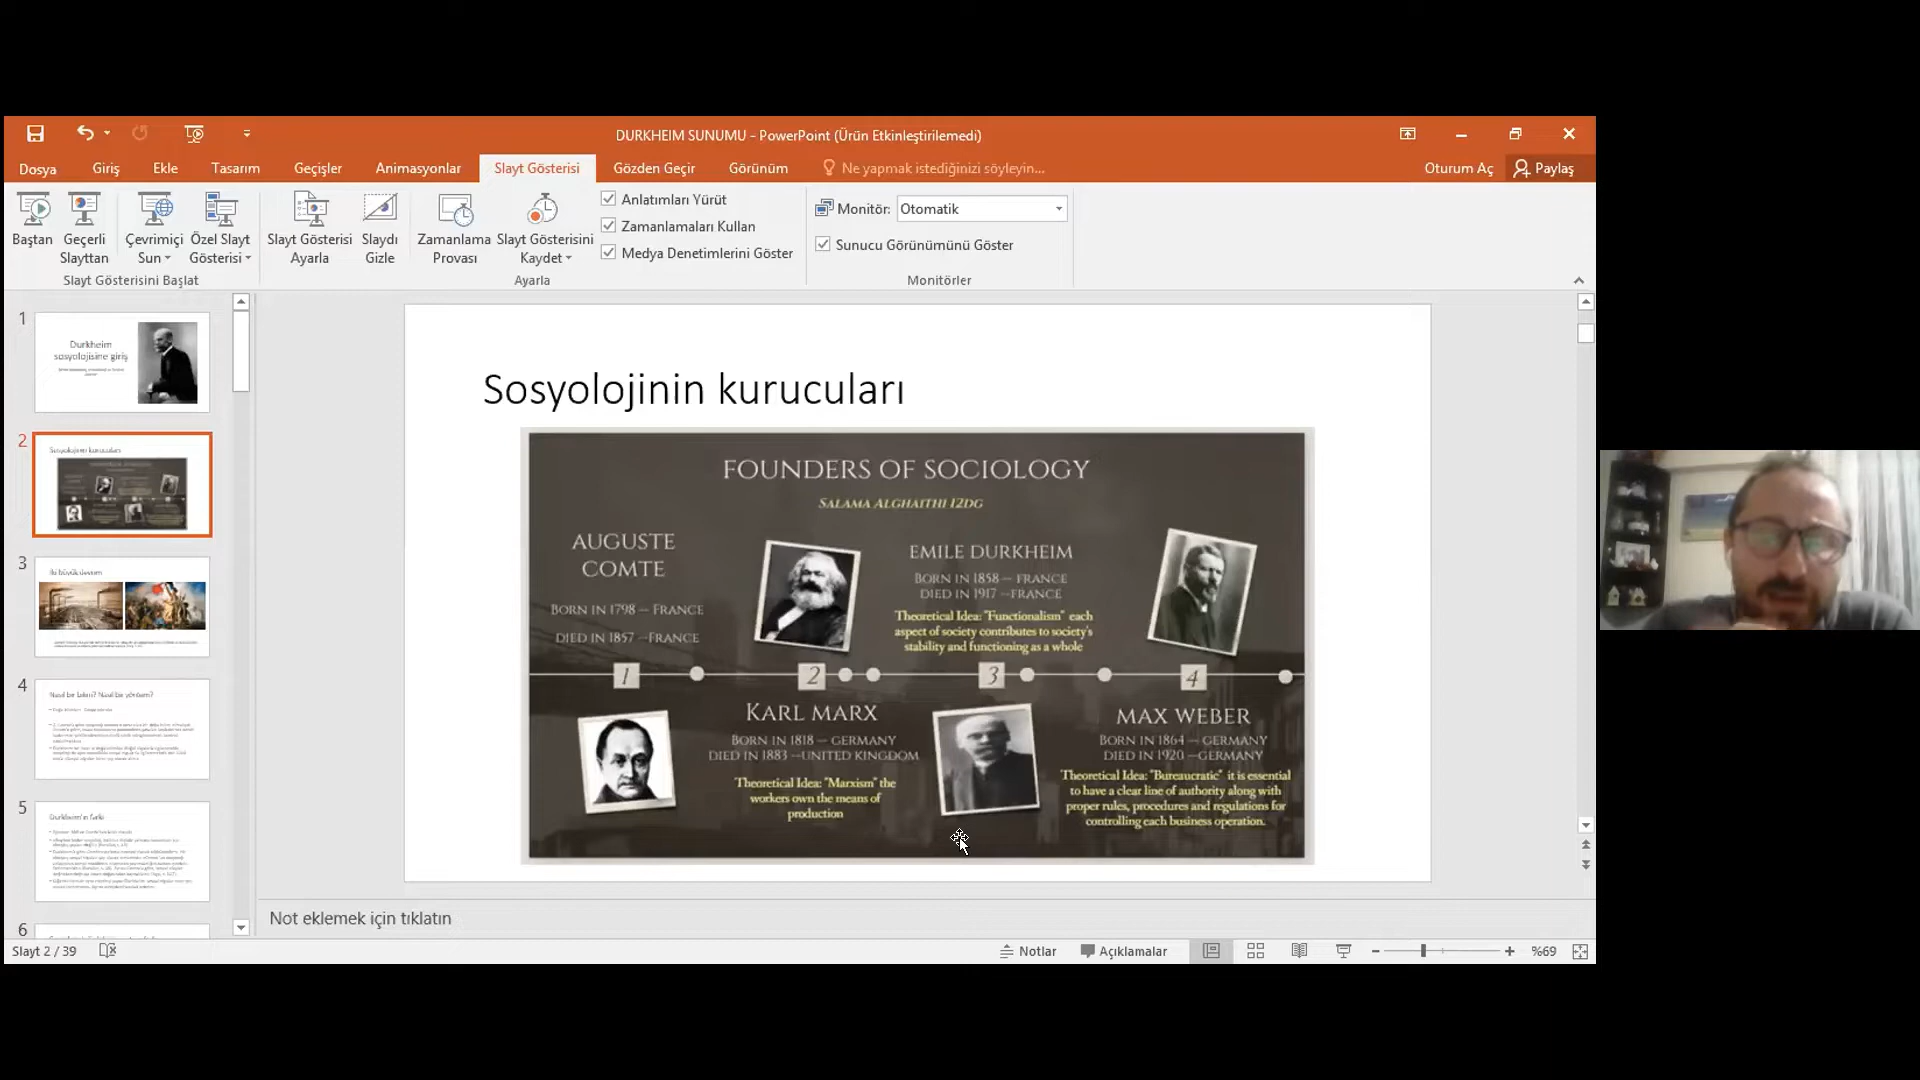 DURKHEIM SUNUMU - PowerPoint (Ürün Etkinleştirilemedi)
Dosya Giriş Ekle Tasarım Geçişler Animasyonlar Slayt Gösterisi Gözden Geçir Görünüm Ne yapmak istediğinizi söyleyin... Oturum Aç Paylaş
Baştan
Geçerli
Slayttan
Çevrimiçi
Sun
Özel Slayt
Gösterisi
Slayt Gösterisini Başlat
Slayt Gösterisi
Ayarla
Slaydı
Gizle
Zamanlama
Provası
Slayt Gösterisini
Kaydet
Anlatımları Yürüt
Zamanlamaları Kullan
Medya Denetimlerini Göster
Ayarla
Monitör: Otomatik
Sunucu Görünümünü Göster
Monitörler
1
Durkheim
sosyolojisine giriş
2
Sosyolojinin kurucuları
3
İki büyük devrim
4
Nasıl bir bilim? Nasıl bir yöntem?
5
Durkheim'ın farkı
6
Sosyolojinin kurucuları
FOUNDERS OF SOCIOLOGY
SALAMA ALGHAITHI 12DG
AUGUSTE
COMTE
BORN IN 1798 – FRANCE
DIED IN 1857 –FRANCE
EMILE DURKHEIM
BORN IN 1858 – FRANCE
DIED IN 1917 –FRANCE
Theoretical Idea: "Functionalism" each
aspect of society contributes to society's
stability and functioning as a whole
1
2
3
4
KARL MARX
BORN IN 1818 – GERMANY
DIED IN 1883 –UNITED KINGDOM
Theoretical Idea: "Marxism" the
workers own the means of
production
MAX WEBER
BORN IN 1864 – GERMANY
DIED IN 1920 –GERMANY
Theoretical Idea: "Bureaucratic" it is essential
to have a clear line of authority along with
proper rules, procedures and regulations for
controlling each business operation.
Not eklemek için tıklatın
Slayt 2 / 39
Notlar
Açıklamalar
%69